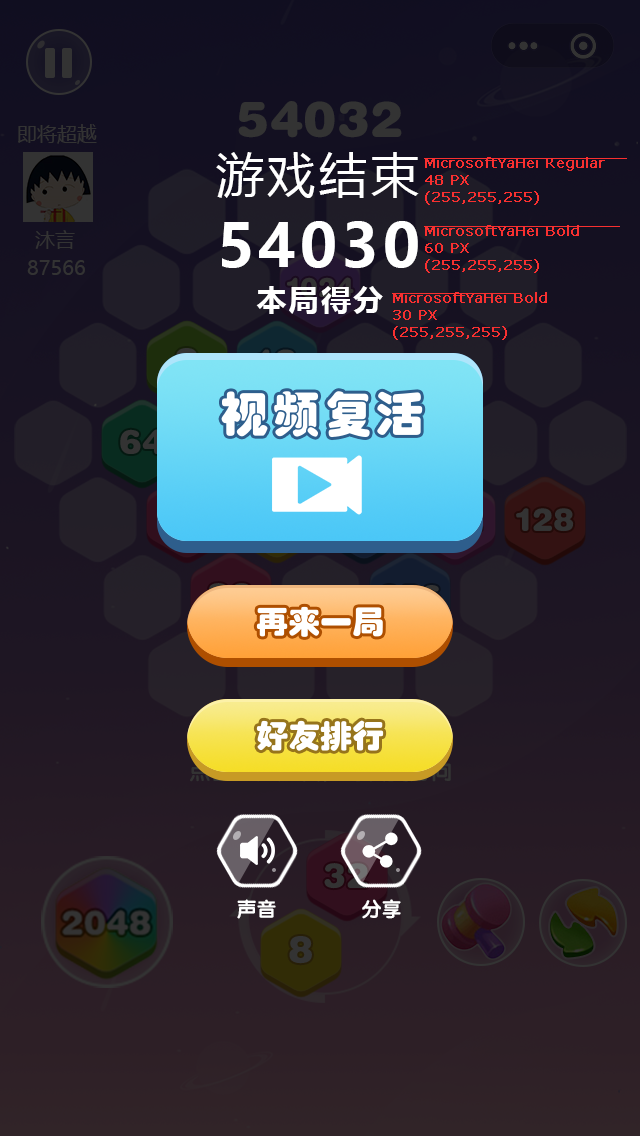 54032
即将超越
游戏结束
MicrosoftYaHei Regular
48 PX
(255,255,255)
沐言
87566
54030
MicrosoftYaHei Bold
60 PX
(255,255,255)
本局得分
MicrosoftYaHei Bold
30 PX
(255,255,255)
视频复活
64
128
再来一局
好友排行
声音
分享
2048
32
8